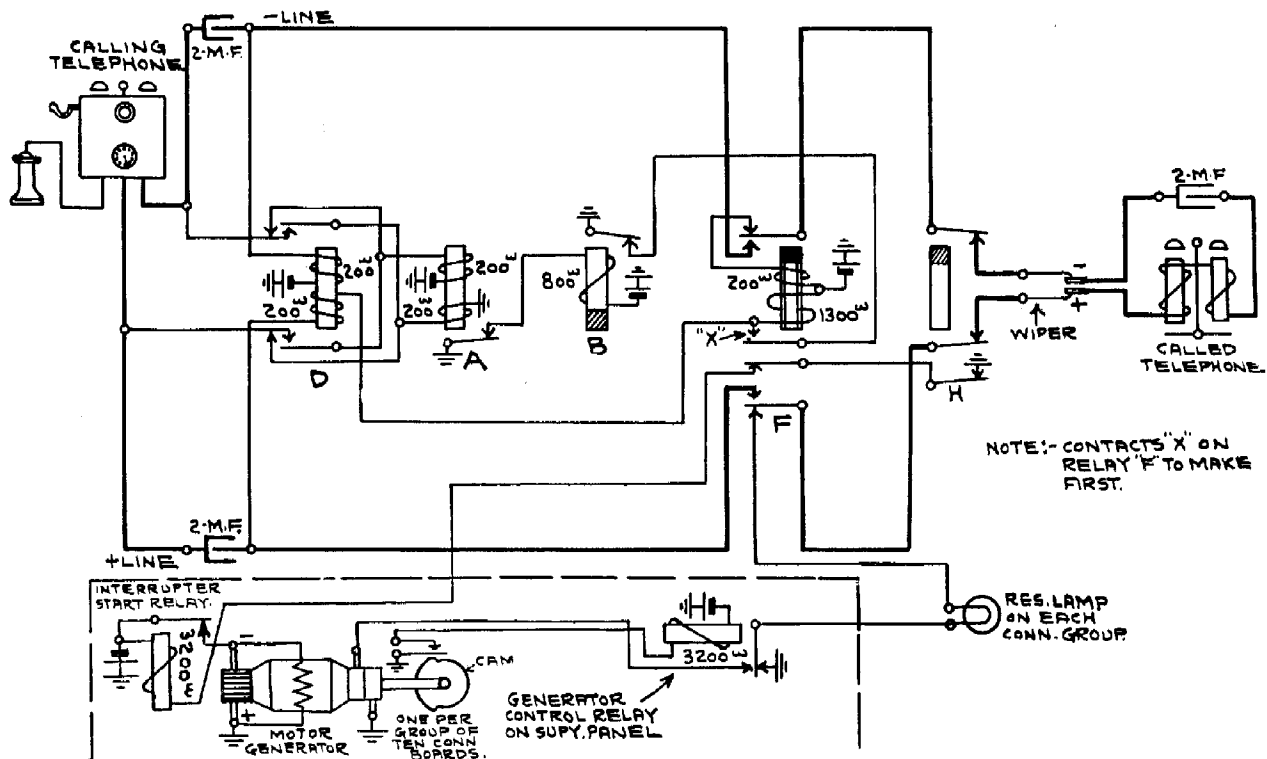 -LINE
2-M.F.
CALLING
TELEPHONE
2-M.F
200ω
200ω
200ω
200ω
800ω
200ω
1300ω
"X"
D
A
B
F
H
WIPER
-
+
CALLED
TELEPHONE.
NOTE:- CONTACTS "X" ON
RELAY "F" TO MAKE
FIRST.
2-M.F.
+LINE
INTERRUPTER
START RELAY.
3200ω
-
+
MOTOR
GENERATOR
CAM
ONE PER
GROUP OF
TEN CONN
BOARDS.
3200ω
GENERATOR
CONTROL RELAY
ON SUPY. PANEL
RES. LAMP
ON EACH
CONN. GROUP.